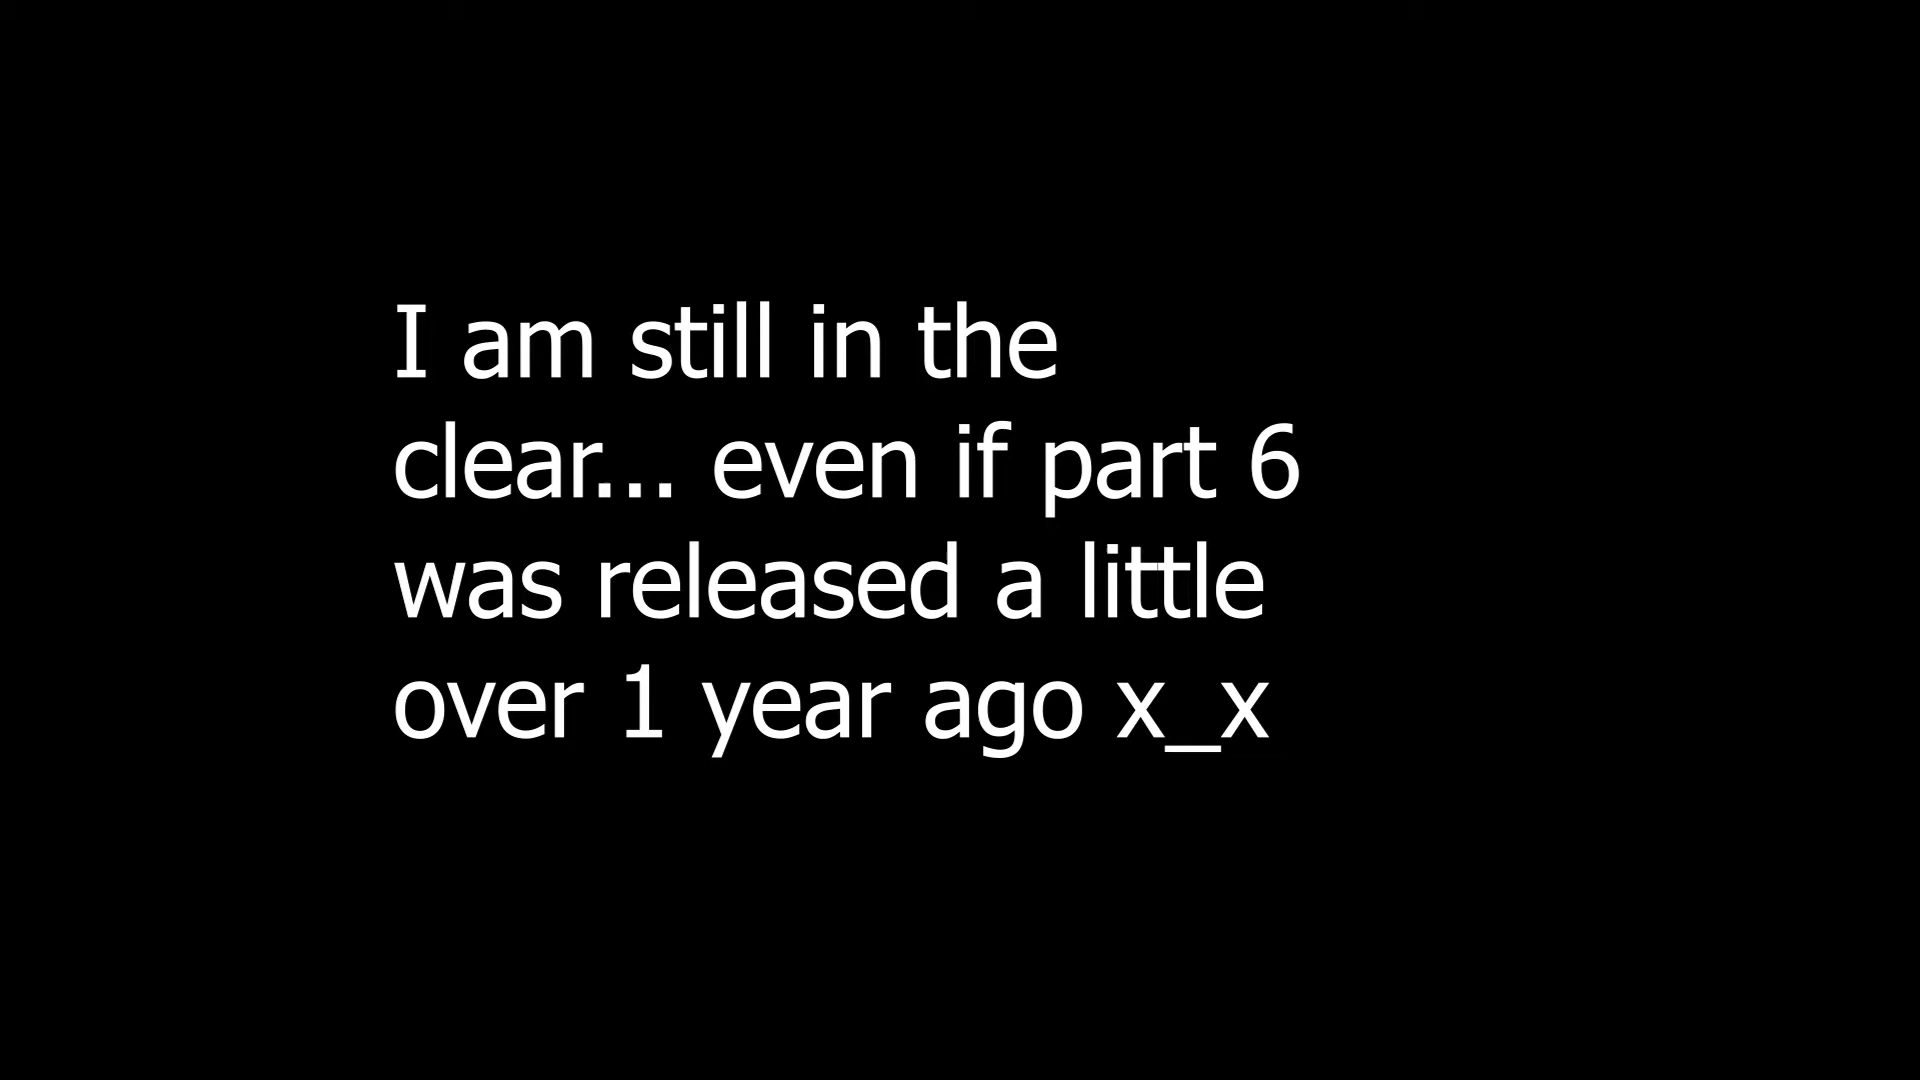 I am still in the
clear... even if part 6
was released a little
over 1 year ago x_x